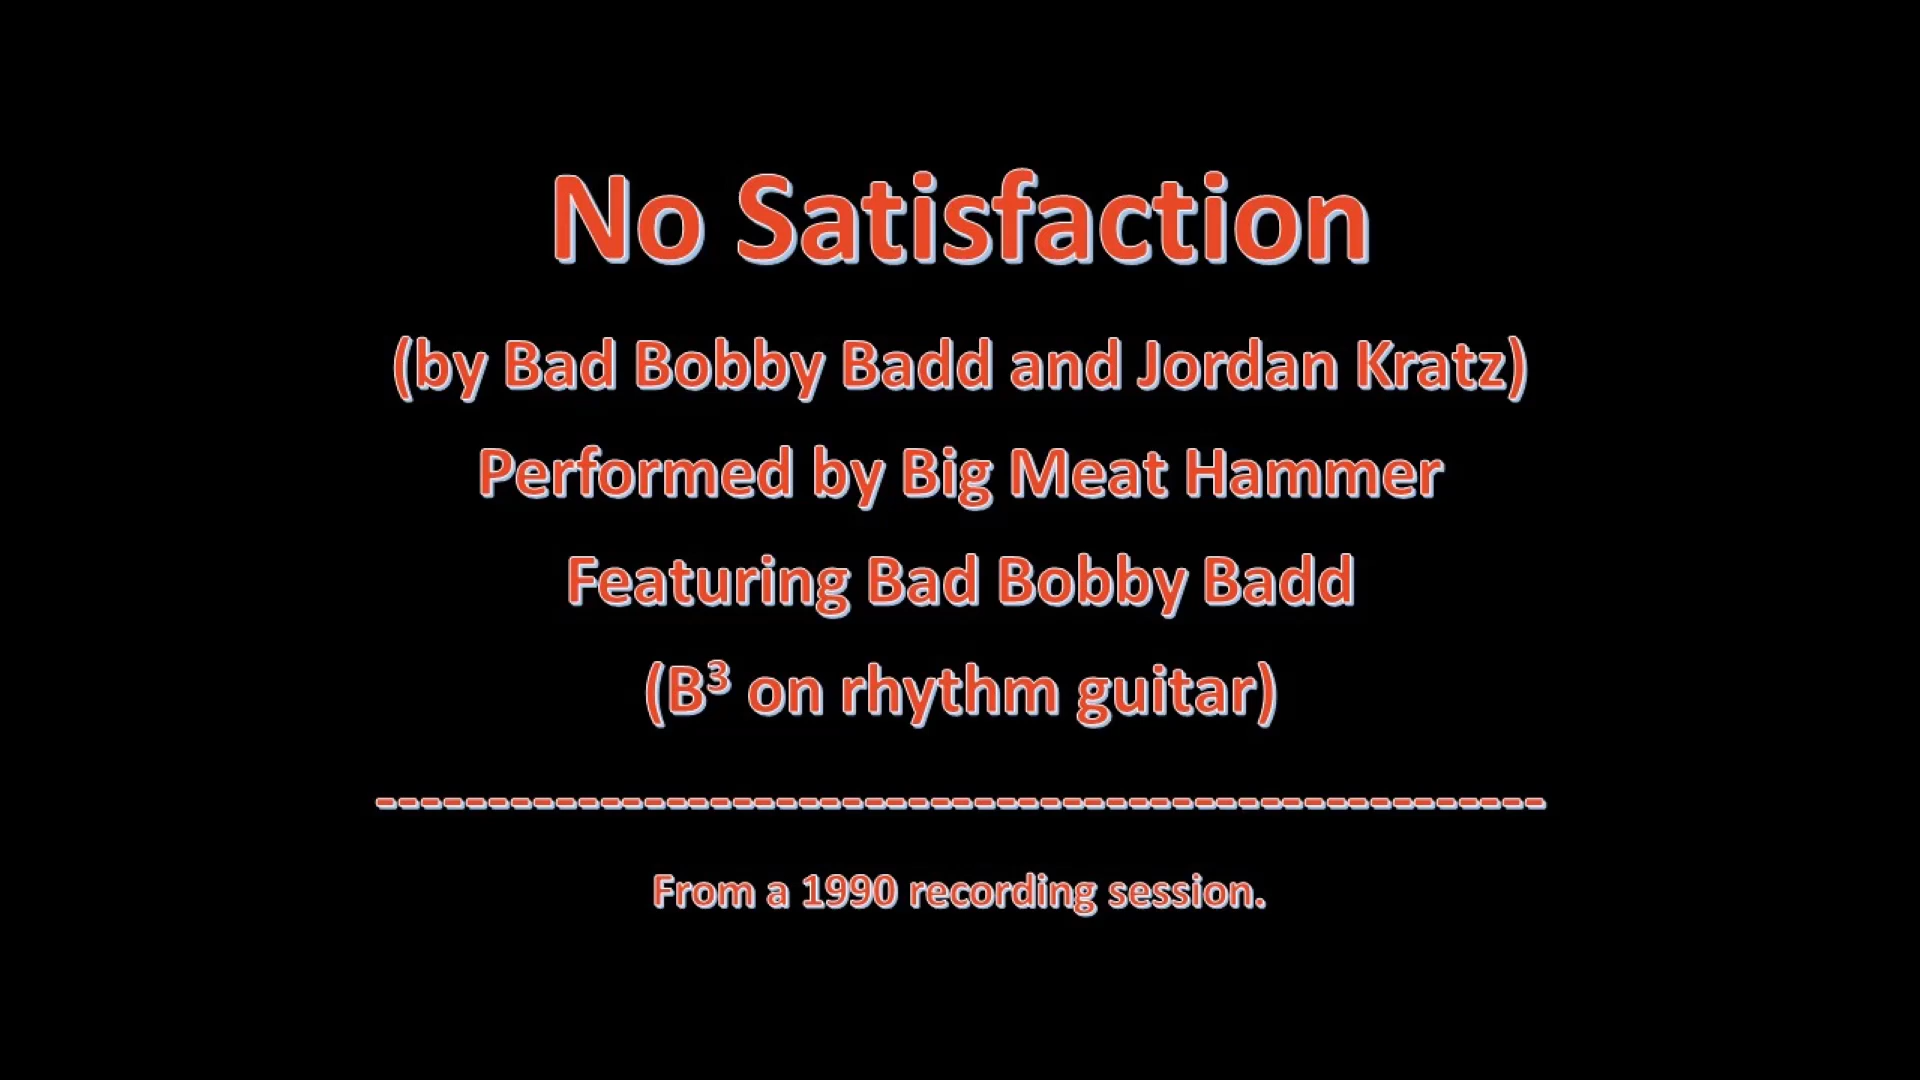 No Satisfaction
(by Bad Bobby Badd and Jordan Kratz)
Performed by Big Meat Hammer
Featuring Bad Bobby Badd
(B³ on rhythm guitar)
-----------------------------------------------------
From a 1990 recording session.